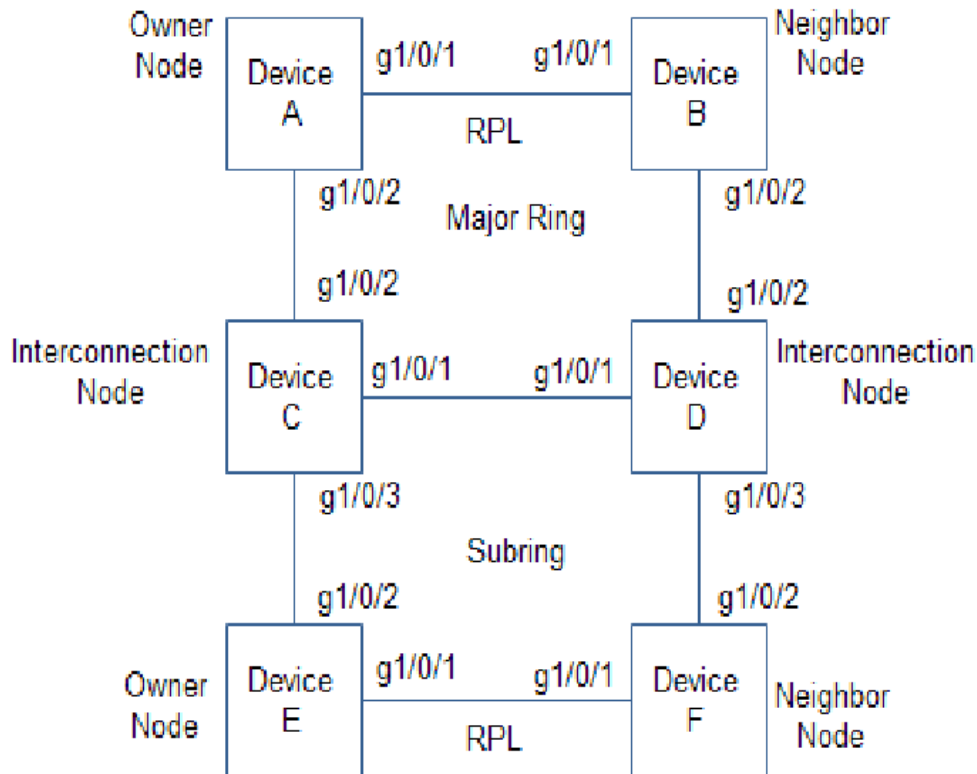 Owner
Node
Device
A
g1/0/1
g1/0/1
Device
B
Neighbor
Node
RPL
g1/0/2
g1/0/2
Major Ring
g1/0/2
g1/0/2
Interconnection
Node
Device
C
g1/0/1
g1/0/1
Device
D
Interconnection
Node
g1/0/3
g1/0/3
Subring
g1/0/2
g1/0/2
Owner
Node
Device
E
g1/0/1
g1/0/1
Device
F
Neighbor
Node
RPL